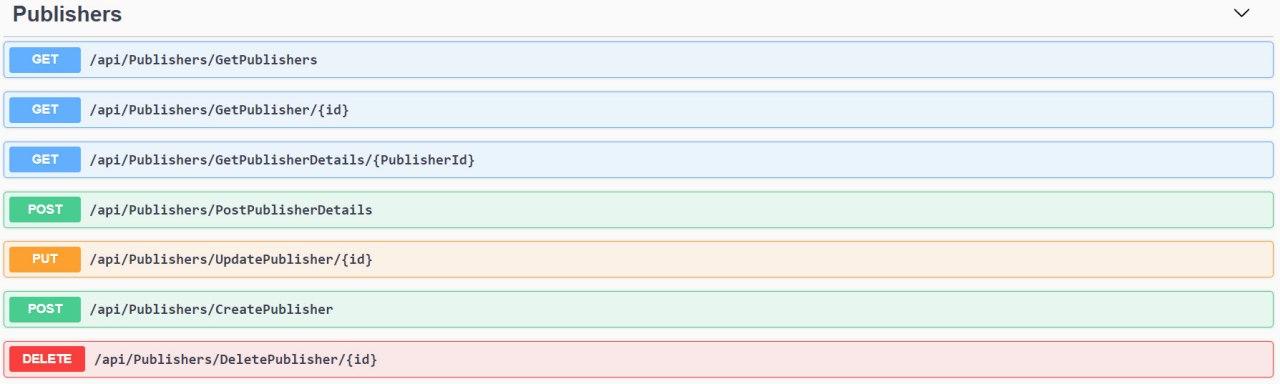 Publishers
GET /api/Publishers/GetPublishers
GET /api/Publishers/GetPublisher/{id}
GET /api/Publishers/GetPublisherDetails/{PublisherId}
POST /api/Publishers/PostPublisherDetails
PUT /api/Publishers/UpdatePublisher/{id}
POST /api/Publishers/CreatePublisher
DELETE /api/Publishers/DeletePublisher/{id}